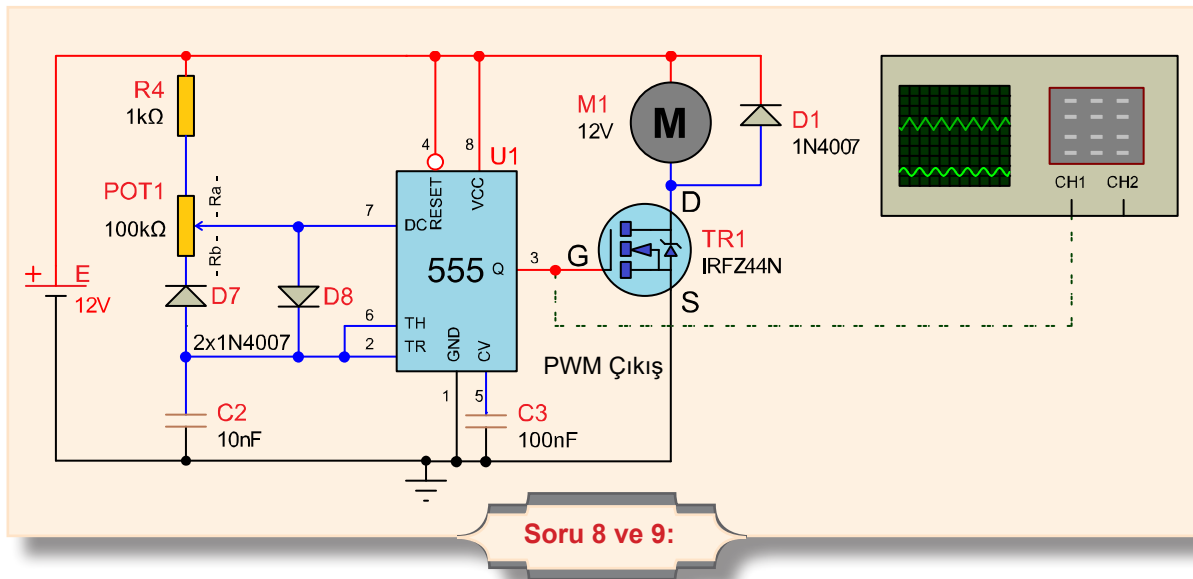 R4
1kΩ
POT1
100kΩ
- Ra -
- Rb -
+ E
12V
D7
D8
2x1N4007
C2
10nF
4
8
U1
RESET
VCC
7
DC
555
Q
3
6
TH
2
TR
GND
CV
1
5
C3
100nF
M1
12V
M
D1
1N4007
D
G
S
TR1
IRFZ44N
PWM Çıkış
CH1
CH2
Soru 8 ve 9: